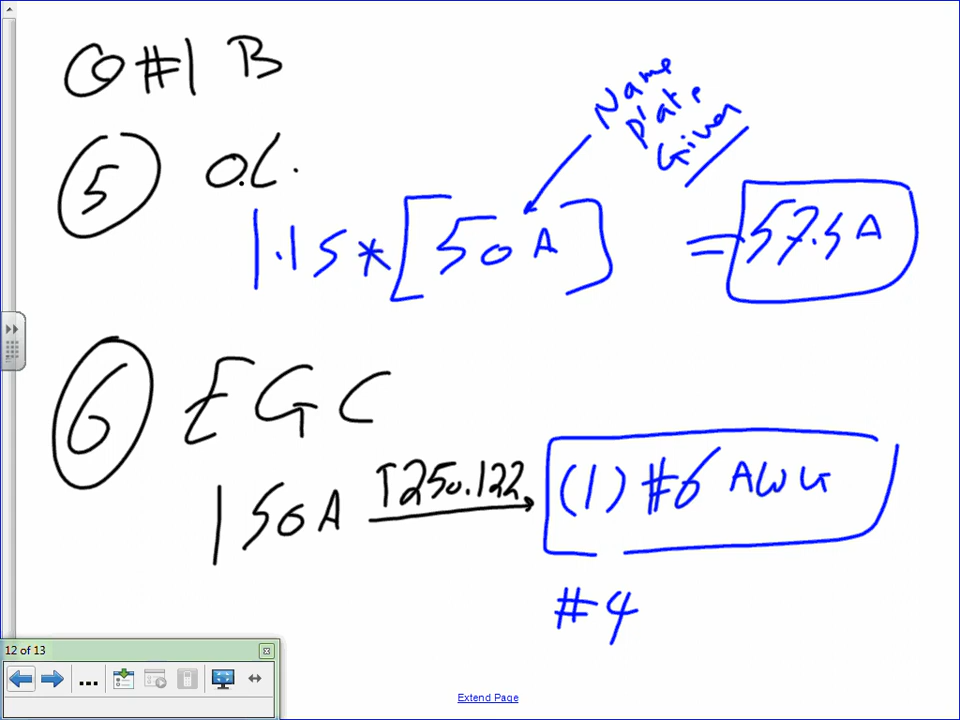 Q#1 B
Name
Plate
Given
5 O.L.
1.15 * [50A] = 57.5A
6 EGC
150A T250.122 (1) #6 AWG
#4
12 of 13
...
Extend Page